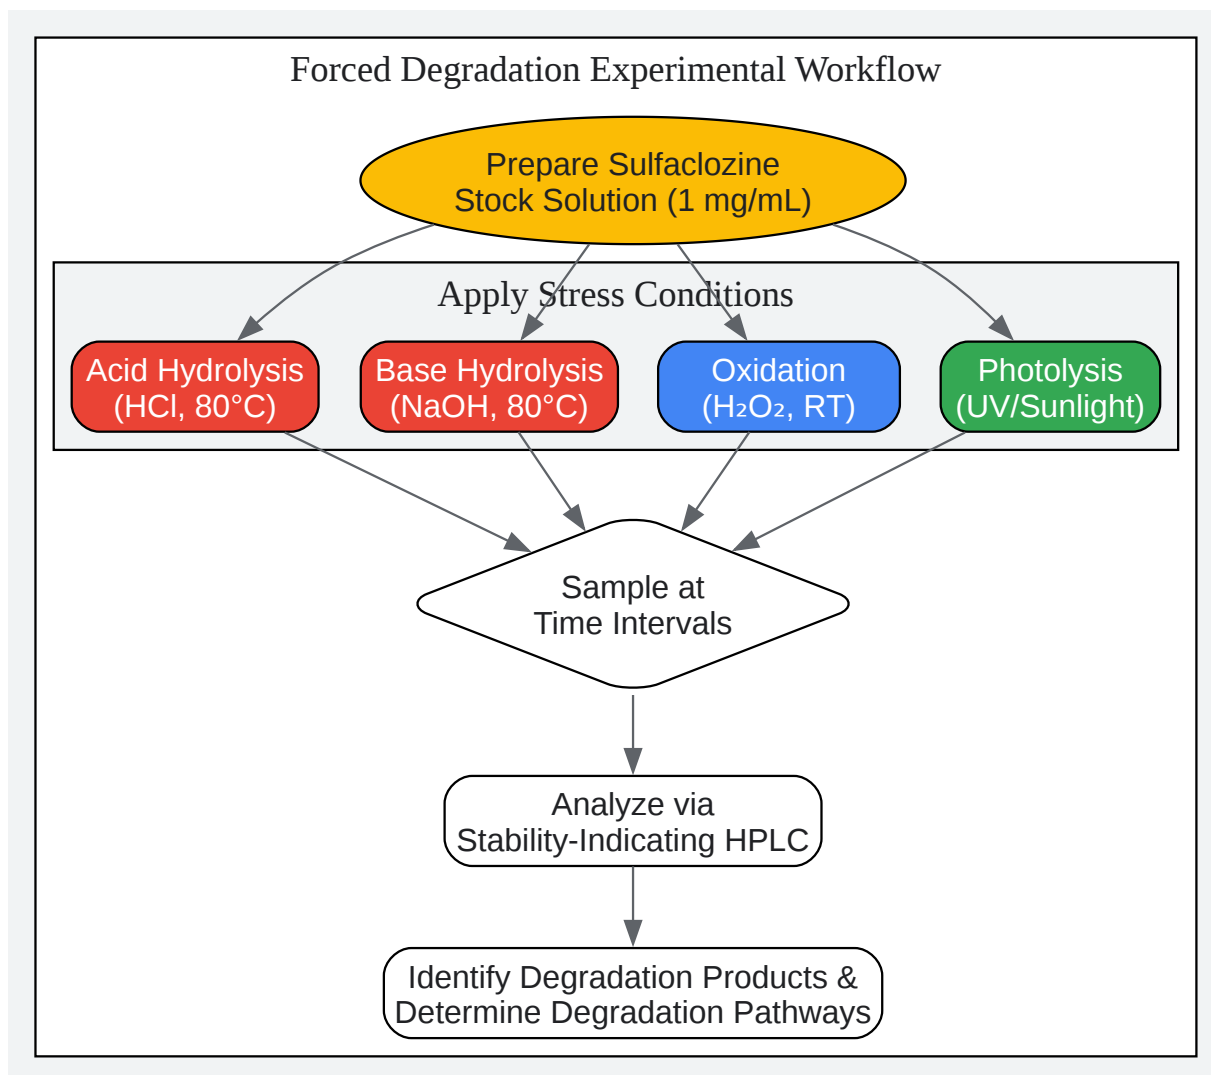 Forced Degradation Experimental Workflow
Prepare Sulfaclozine
Stock Solution (1 mg/mL)
Apply Stress Conditions
Acid Hydrolysis
(HCl, 80°C)
Base Hydrolysis
(NaOH, 80°C)
Oxidation
(H₂O₂, RT)
Photolysis
(UV/Sunlight)
Sample at
Time Intervals
Analyze via
Stability-Indicating HPLC
Identify Degradation Products &
Determine Degradation Pathways